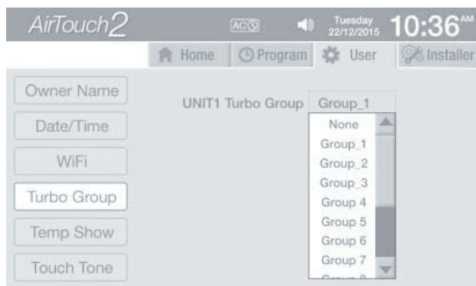 AirTouch2
AC
Tuesday
22/12/2015
10:36 AM
Home
Program
User
Installer
Owner Name
Date/Time
WiFi
Turbo Group
Temp Show
Touch Tone
UNIT1 Turbo Group
Group_1
None
Group_1
Group_2
Group_3
Group 4
Group 5
Group 6
Group 7